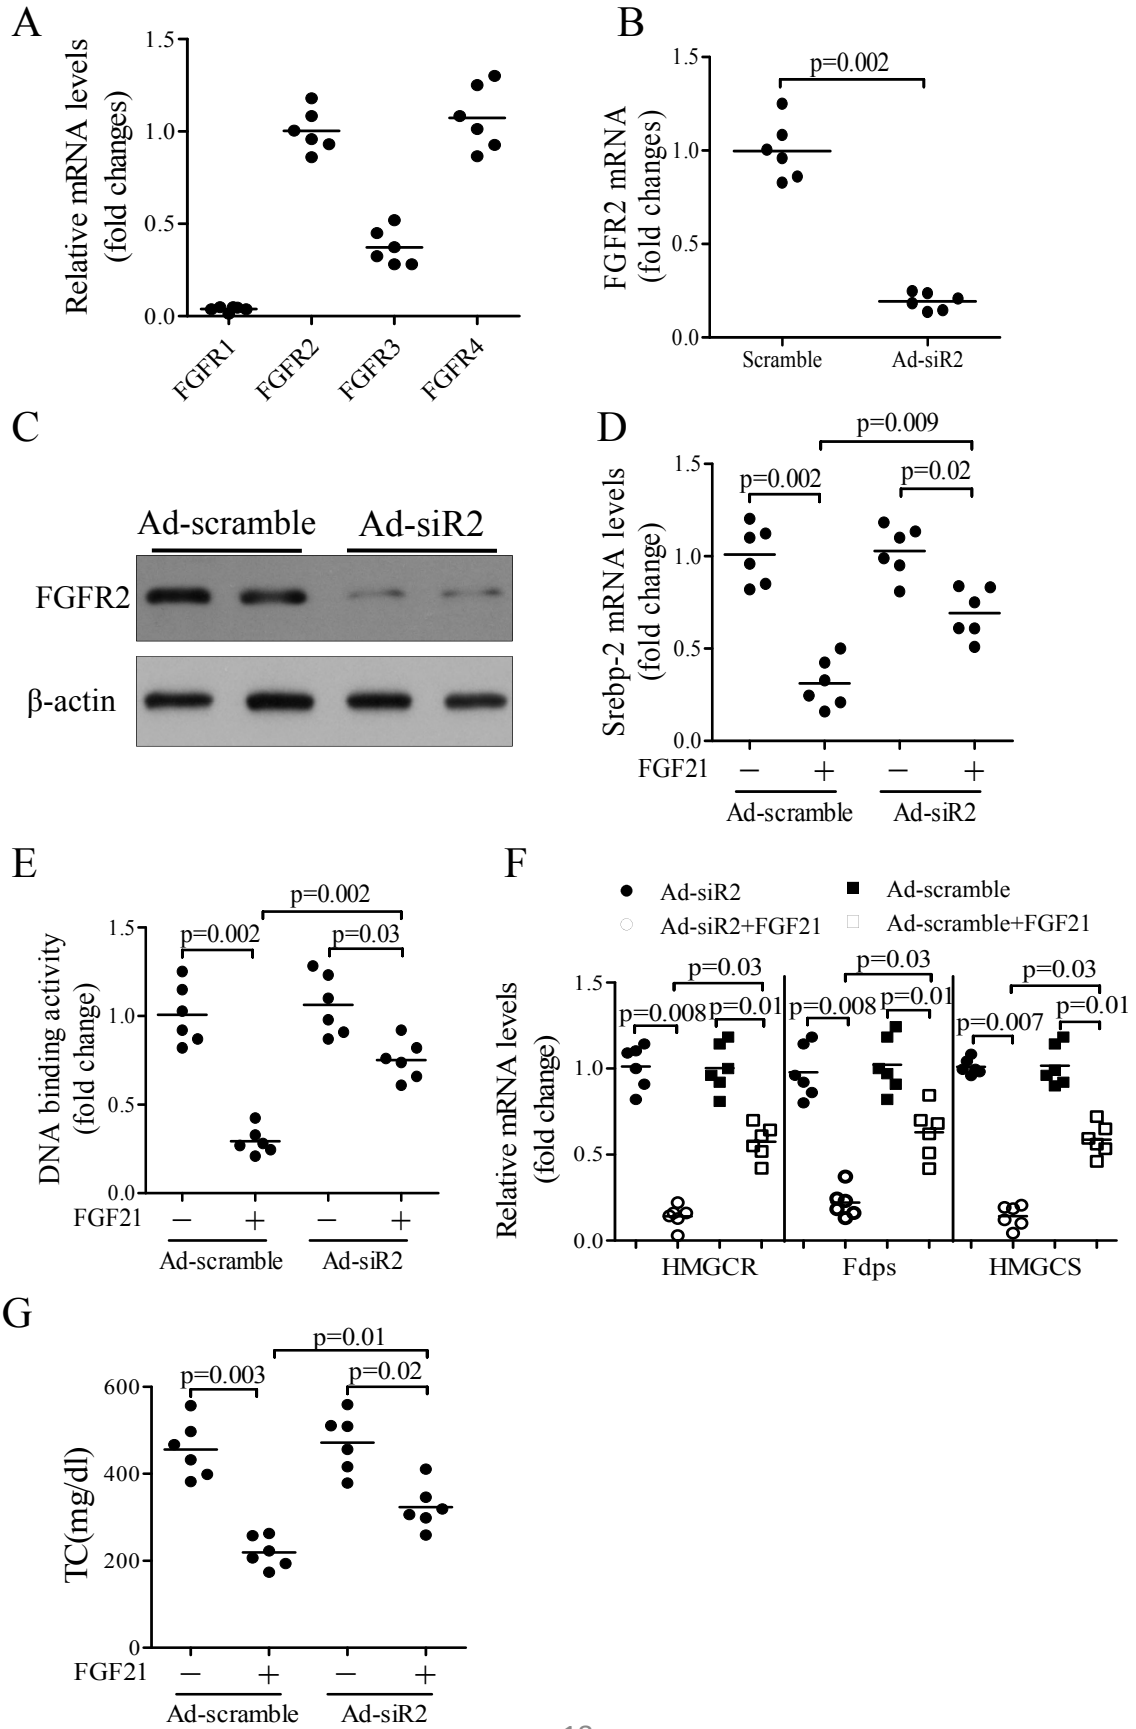 A
Relative mRNA levels
(fold changes)
1.5
1.0
0.5
0.0
FGFR1
FGFR2
FGFR3
FGFR4
B
FGFR2 mRNA
(fold changes)
1.5
1.0
0.5
0.0
p=0.002
Scramble
Ad-siR2
C
Ad-scramble
Ad-siR2
FGFR2
β-actin
D
Srebp-2 mRNA levels
(fold change)
1.5
1.0
0.5
0.0
p=0.009
p=0.002
p=0.02
FGF21 − + − +
Ad-scramble
Ad-siR2
E
DNA binding activity
(fold change)
1.5
1.0
0.5
0.0
p=0.002
p=0.002
p=0.03
FGF21 − + − +
Ad-scramble
Ad-siR2
F
Ad-siR2
Ad-scramble
Ad-siR2+FGF21
Ad-scramble+FGF21
Relative mRNA levels
(fold change)
1.5
1.0
0.5
0.0
p=0.03
p=0.008
p=0.01
p=0.03
p=0.008
p=0.01
p=0.03
p=0.007
p=0.01
HMGCR
Fdps
HMGCS
G
TC(mg/dl)
600
400
200
0
p=0.01
p=0.003
p=0.02
FGF21 − + − +
Ad-scramble
Ad-siR2